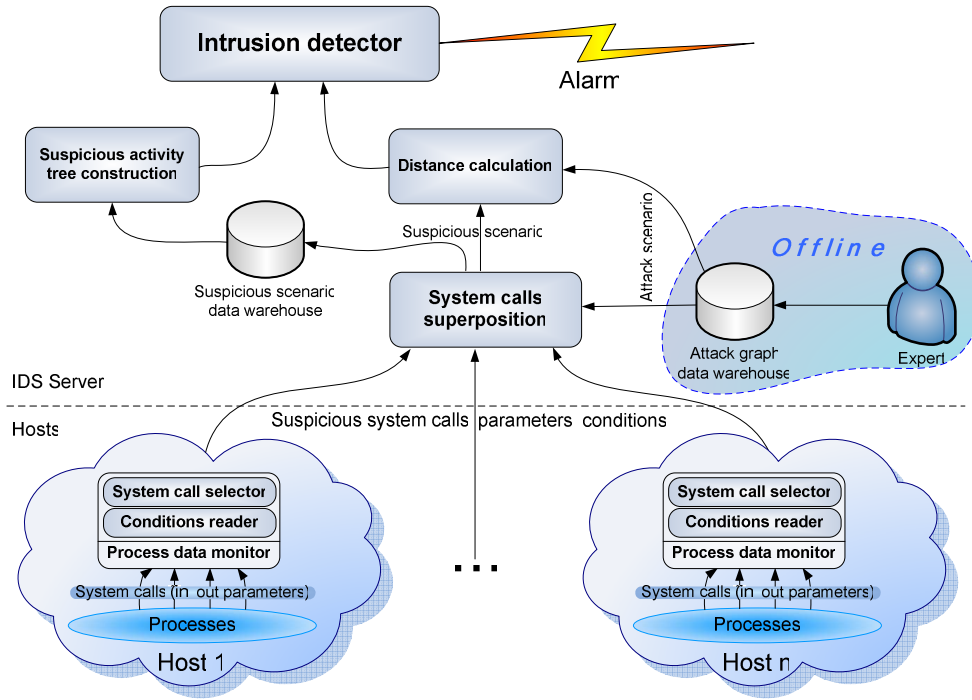 Intrusion detector
Alarm
Suspicious activity
tree construction
Distance calculation
Suspicious scenario
Attack scenario
Offline
Suspicious scenario
data warehouse
System calls
superposition
Attack graph
data warehouse
Expert
IDS Server
Hosts
Suspicious system calls parameters conditions
System call selector
Conditions reader
Process data monitor
System calls (in out parameters)
Processes
Host 1
...
System call selector
Conditions reader
Process data monitor
System calls (in out parameters)
Processes
Host n